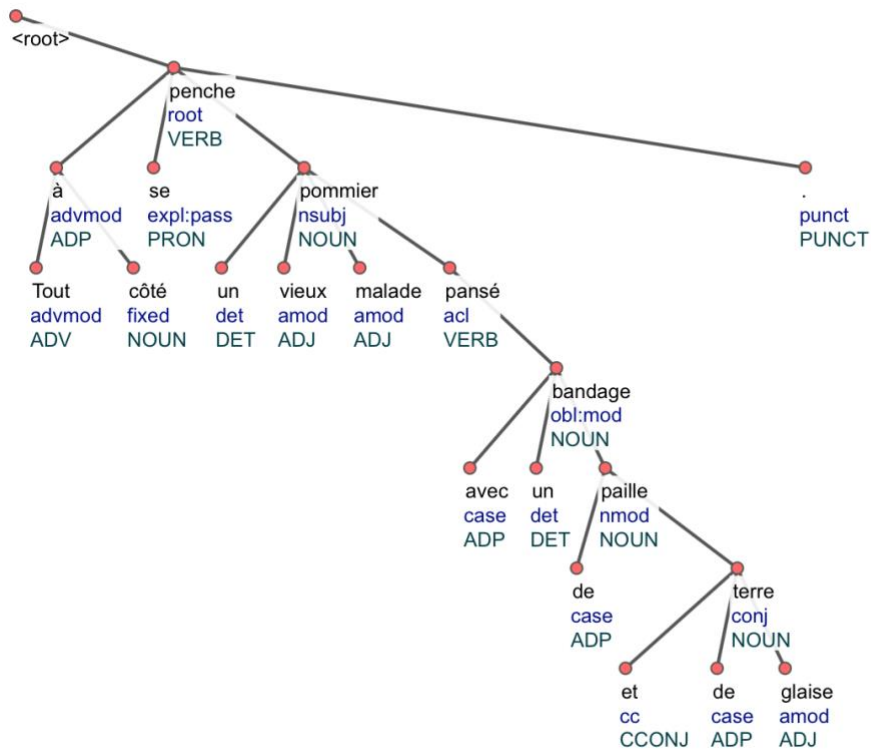 <root>
penche
root
VERB
à
advmod
ADP
se
expl:pass
PRON
pommier
nsubj
NOUN
.
punct
PUNCT
Tout
advmod
ADV
côté
fixed
NOUN
un
det
DET
vieux
amod
ADJ
malade
amod
ADJ
pansé
acl
VERB
bandage
obl:mod
NOUN
avec
case
ADP
un
det
DET
paille
nmod
NOUN
de
case
ADP
terre
conj
NOUN
et
cc
CCONJ
de
case
ADP
glaise
amod
ADJ